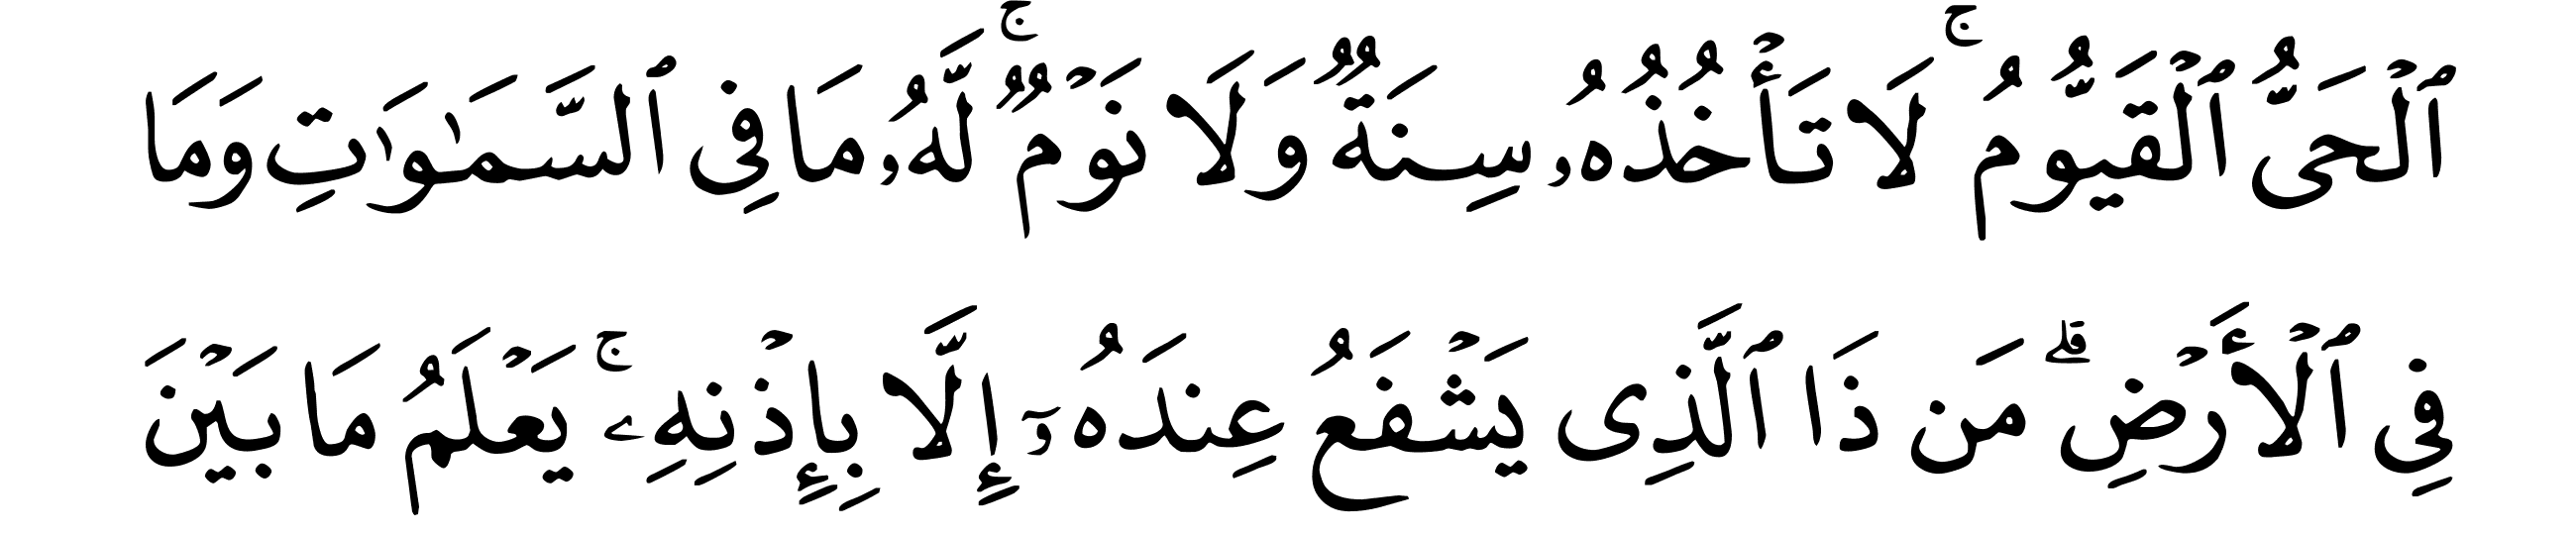 ٱلۡحَىُّ ٱلۡقَيُّومُ ۚ لَا تَأۡخُذُهُۥ سِنَةٌ وَلَا نَوۡمٌ ۚ لَّهُۥ مَا فِى ٱلسَّمَـٰوَٰتِ وَمَا
فِى ٱلۡأَرۡضِ ۗ مَن ذَا ٱلَّذِى يَشۡفَعُ عِندَهُۥٓ إِلَّا بِإِذۡنِهِۦ ۚ يَعۡلَمُ مَا بَيۡنَ